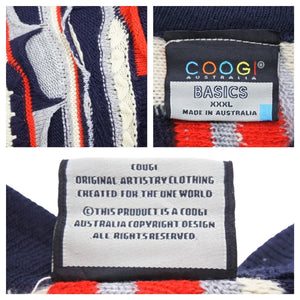 COOGI
AUSTRALIA
BASICS
XXXL
MADE IN AUSTRALIA
COOGI
ORIGINAL ARTISTRY CLOTHING
CREATED FOR THE ONE WORLD
©THIS PRODUCT IS A COOGI
AUSTRALIA COPYRIGHT DESIGN
ALL RIGHTS RESERVED.